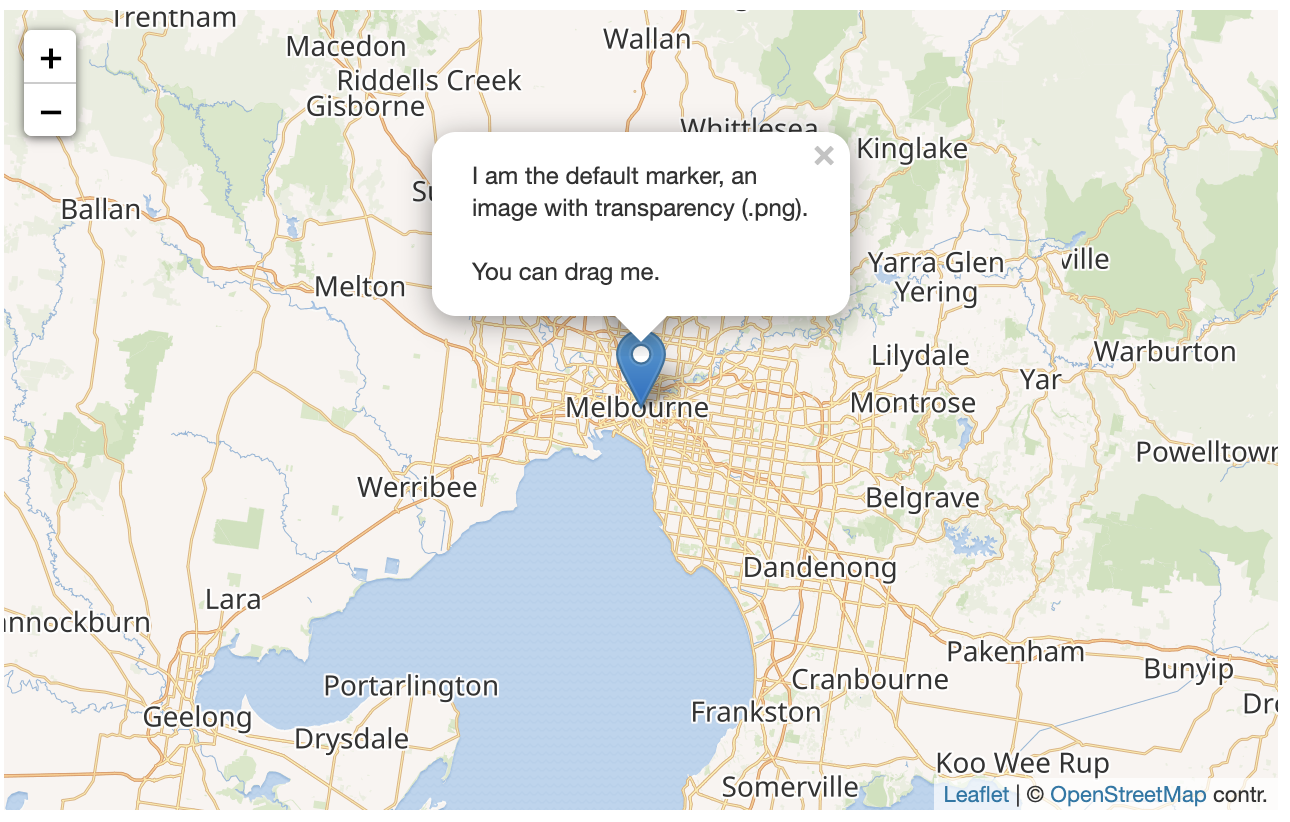 Trentham
Macedon
Wallan
Riddells Creek
Gisborne
Whittlesea
Kinglake
+
−
×
I am the default marker, an
image with transparency (.png).
You can drag me.
Su
Ballan
Melton
Yarra Glen
ville
Yering
Lilydale
Warburton
Yar
Melbourne
Montrose
Powelltown
Werribee
Belgrave
Dandenong
Lara
annockburn
Pakenham
Bunyip
Portarlington
Cranbourne
Geelong
Frankston
Dro
Drysdale
Koo Wee Rup
Somerville
Leaflet | © OpenStreetMap contr.